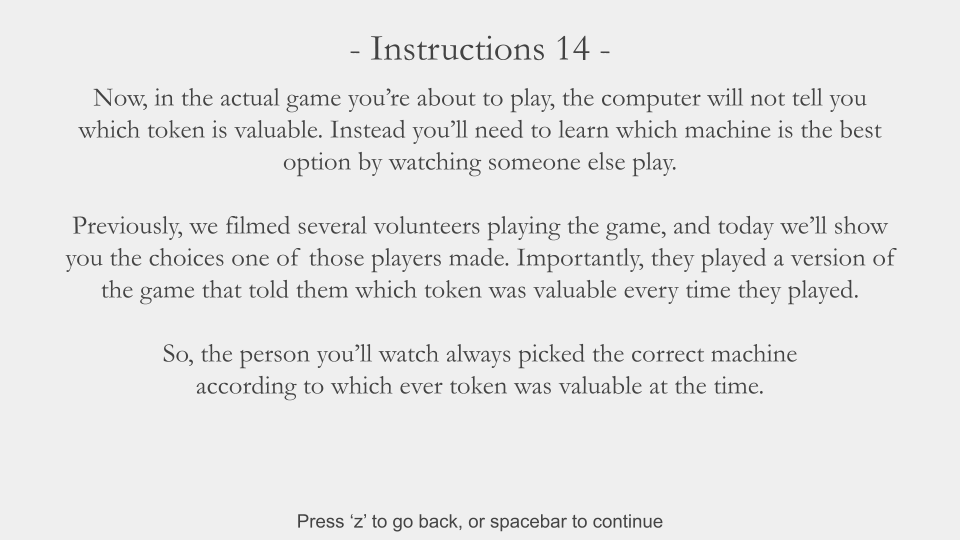 - Instructions 14 -
Now, in the actual game you’re about to play, the computer will not tell you
which token is valuable. Instead you’ll need to learn which machine is the best
option by watching someone else play.
Previously, we filmed several volunteers playing the game, and today we’ll show
you the choices one of those players made. Importantly, they played a version of
the game that told them which token was valuable every time they played.
So, the person you’ll watch always picked the correct machine
according to which ever token was valuable at the time.
Press ‘z’ to go back, or spacebar to continue